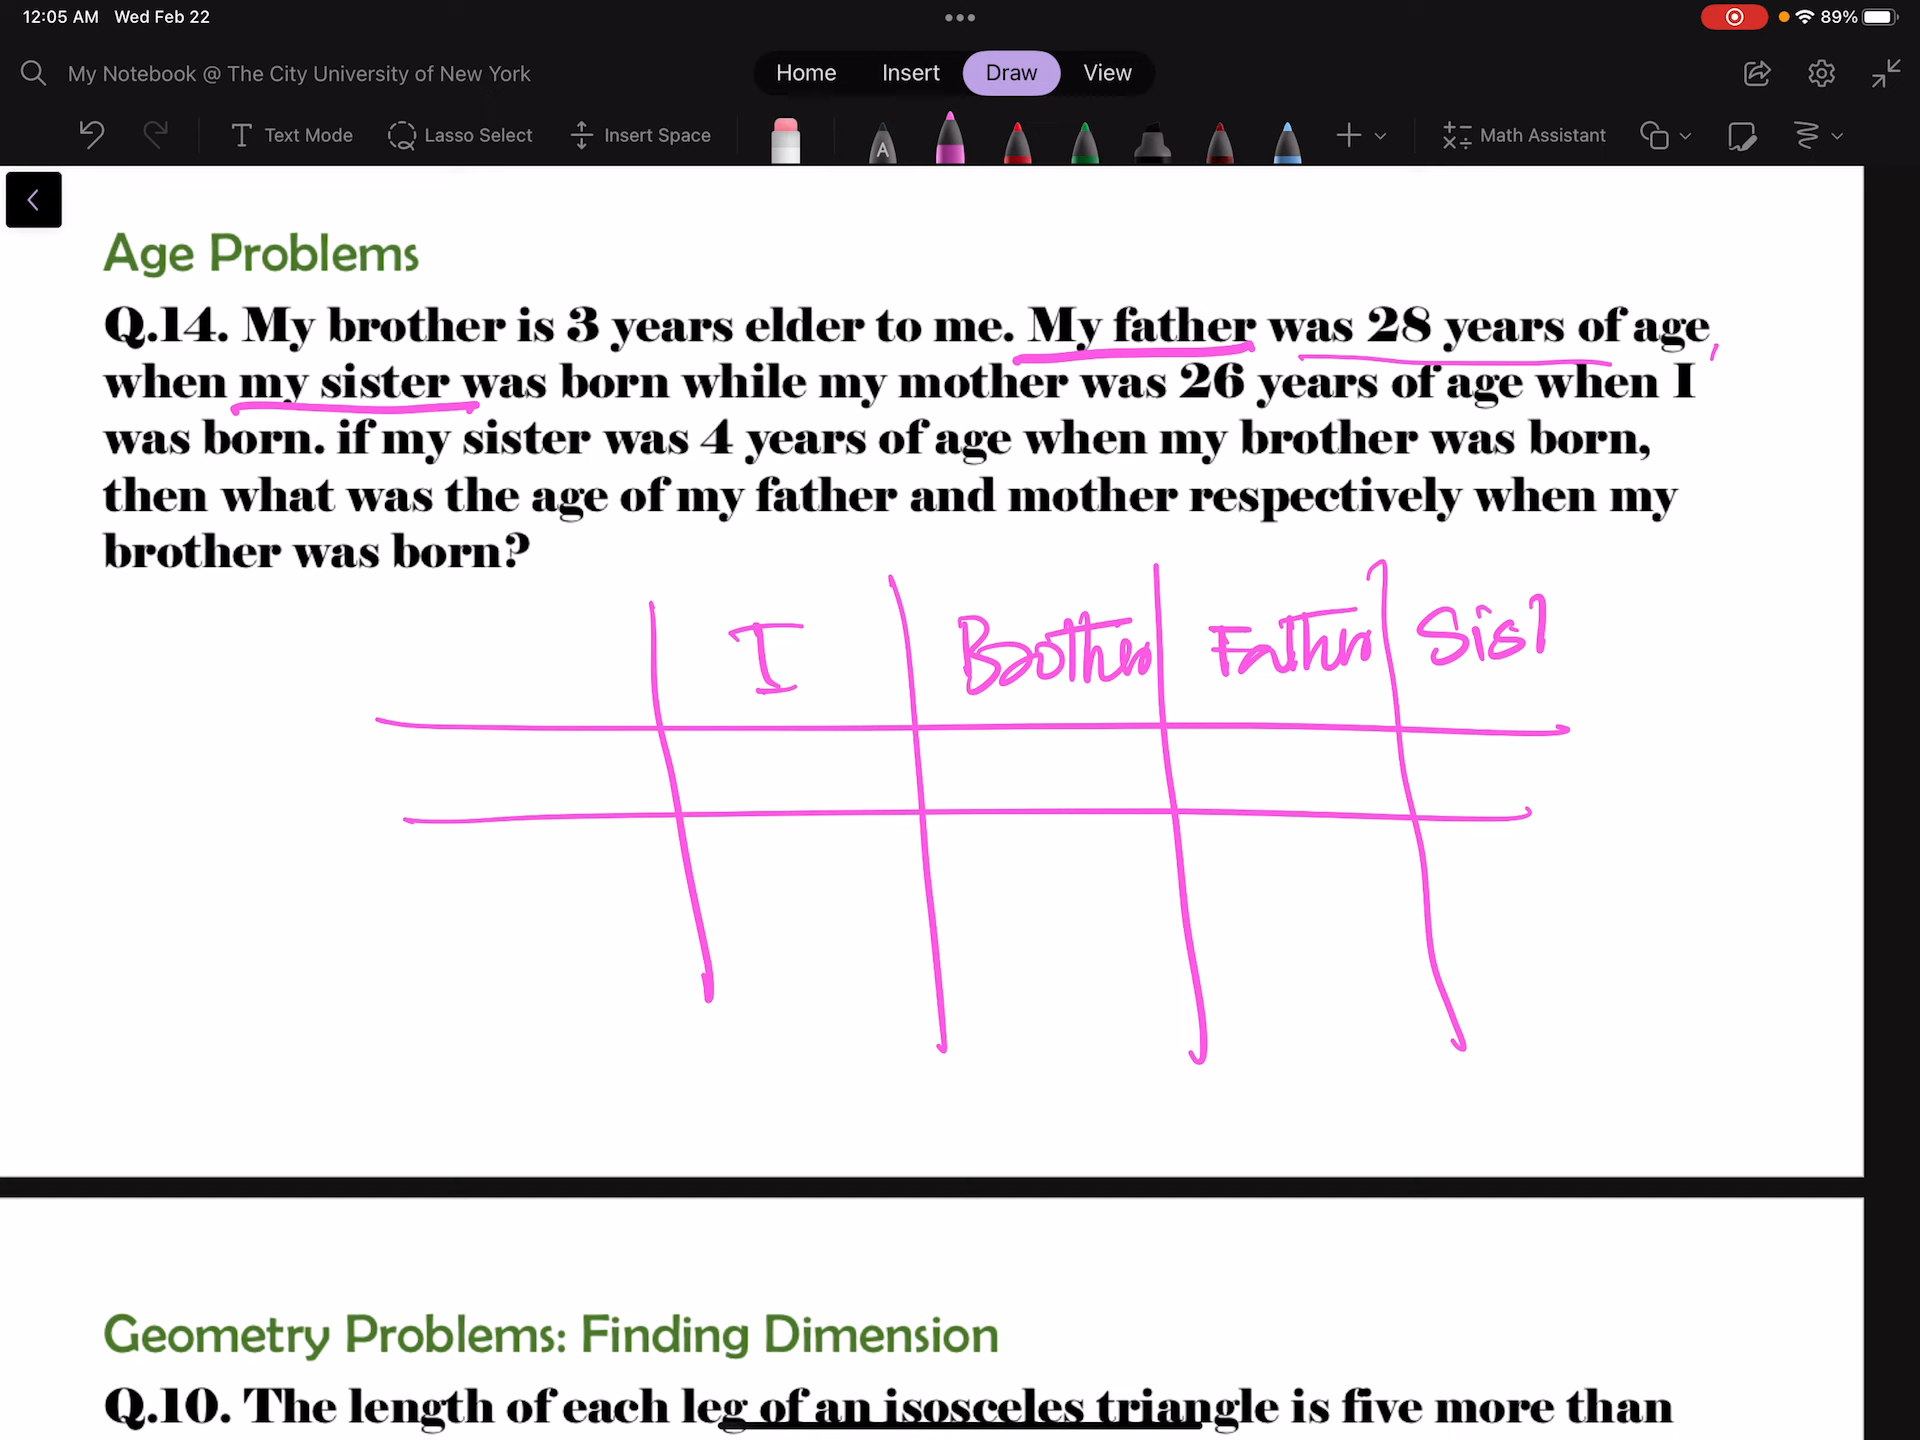 12:05 AM Wed Feb 22
89%
My Notebook @ The City University of New York
Home Insert Draw View
Text Mode Lasso Select Insert Space A Math Assistant
Age Problems
Q.14. My brother is 3 years elder to me. My father was 28 years of age,
when my sister was born while my mother was 26 years of age when I
was born. if my sister was 4 years of age when my brother was born,
then what was the age of my father and mother respectively when my
brother was born?
I Brother Father Sis
Geometry Problems: Finding Dimension
Q.10. The length of each leg of an isosceles triangle is five more than